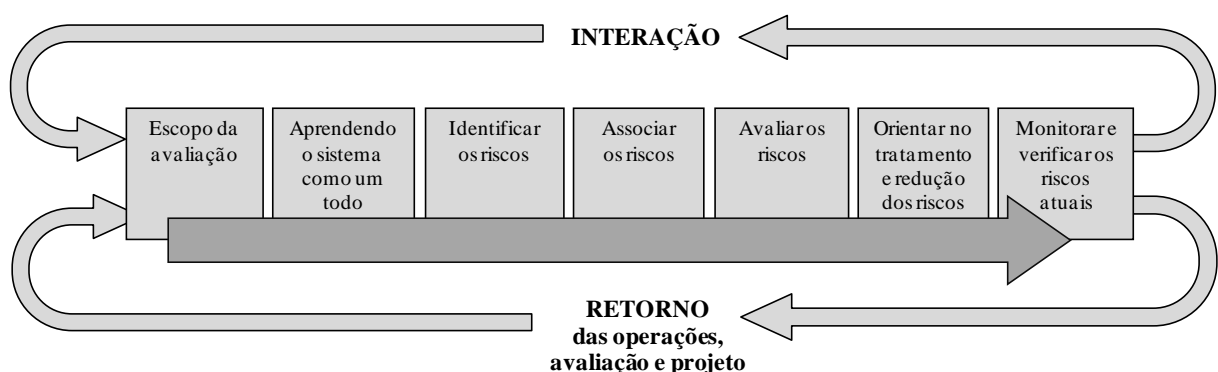 INTERAÇÃO
Escopo da
avaliação
Aprendendo
o sistema
como um
todo
Identificar
os riscos
Associar
os riscos
Avaliar os
riscos
Orientar no
tratamento
e redução
dos riscos
Monitorar e
verificar os
riscos
atuais
RETORNO
das operações,
avaliação e projeto